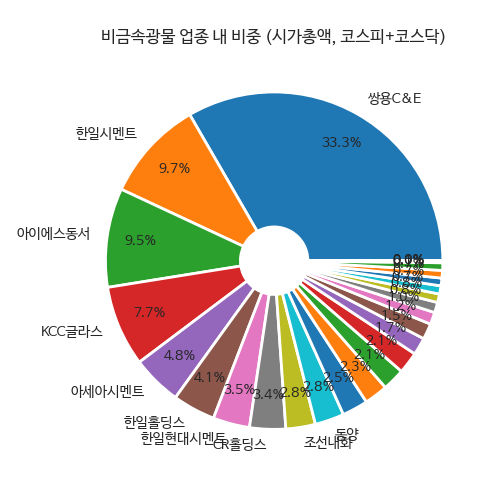 비금속광물 업종 내 비중 (시가총액, 코스피+코스닥)
쌍용C&E
33.3%
한일시멘트
9.7%
아이에스동서
9.5%
KCC글라스
7.7%
아세아시멘트
4.8%
한일홀딩스
4.1%
한일현대시멘트
3.5%
CR홀딩스
3.4%
2.8%
조선내화
2.8%
동양
2.5%
2.3%
2.1%
2.1%
1.7%
1.5%
1.2%
1.0%